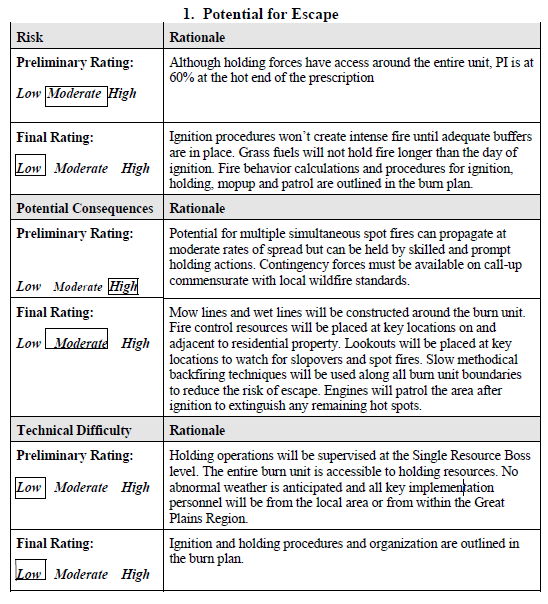 1. Potential for Escape
Risk
Rationale
Preliminary Rating:
Low Moderate High
Although holding forces have access around the entire unit, PI is at
60% at the hot end of the prescription
Final Rating:
Low Moderate High
Ignition procedures won't create intense fire until adequate buffers
are in place. Grass fuels will not hold fire longer than the day of
ignition. Fire behavior calculations and procedures for ignition,
holding, mopup and patrol are outlined in the burn plan.
Potential Consequences
Rationale
Preliminary Rating:
Low Moderate High
Potential for multiple simultaneous spot fires can propagate at
moderate rates of spread but can be held by skilled and prompt
holding actions. Contingency forces must be available on call-up
commensurate with local wildfire standards.
Final Rating:
Low Moderate High
Mow lines and wet lines will be constructed around the burn unit.
Fire control resources will be placed at key locations on and
adjacent to residential property. Lookouts will be placed at key
locations to watch for slopovers and spot fires. Slow methodical
backfiring techniques will be used along all burn unit boundaries
to reduce the risk of escape. Engines will patrol the area after
ignition to extinguish any remaining hot spots.
Technical Difficulty
Rationale
Preliminary Rating:
Low Moderate High
Holding operations will be supervised at the Single Resource Boss
level. The entire burn unit is accessible to holding resources. No
abnormal weather is anticipated and all key implementation
personnel will be from the local area or from within the Great
Plains Region.
Final Rating:
Low Moderate High
Ignition and holding procedures and organization are outlined in
the burn plan.